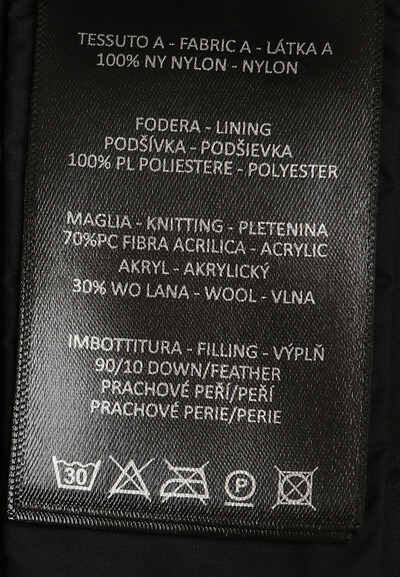 TESSUTO A - FABRIC A - LÁTKA A
100% NY NYLON - NYLON
FODERA - LINING
PODŠÍVKA - PODŠIEVKA
100% PL POLIESTERE - POLYESTER
MAGLIA - KNITTING - PLETENINA
70%PC FIBRA ACRILICA - ACRYLIC
AKRYL - AKRYLICKÝ
30% WO LANA - WOOL - VLNA
IMBOTTITURA - FILLING - VÝPLŇ
90/10 DOWN/FEATHER
PRACHOVÉ PEŘÍ/PEŘÍ
PRACHOVÉ PERIE/PERIE
30 P